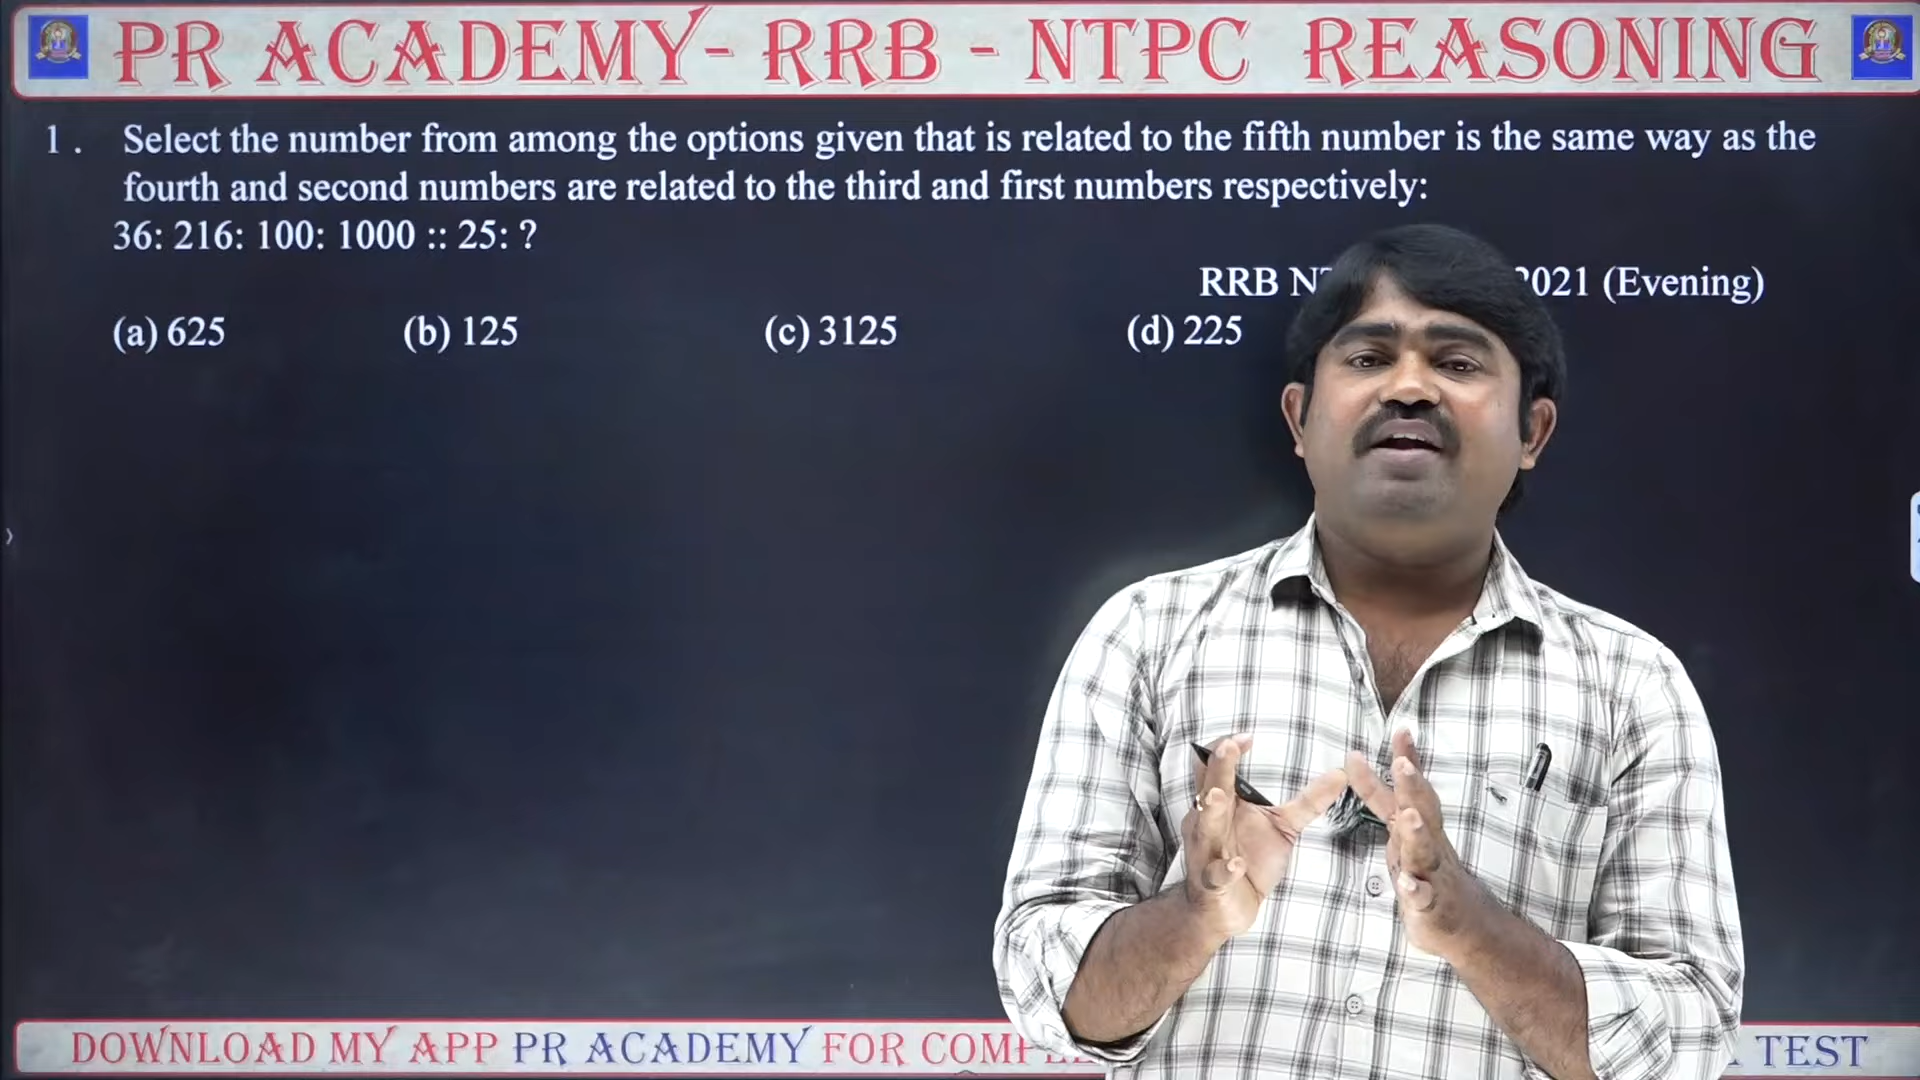 PR ACADEMY- RRB - NTPC REASONING
1 . Select the number from among the options given that is related to the fifth number is the same way as the
fourth and second numbers are related to the third and first numbers respectively:
36: 216: 100: 1000 :: 25: ?
RRB (Evening)
(a) 625 (b) 125 (c) 3125 (d) 225
DOWNLOAD MY APP PR ACADEMY FOR TEST